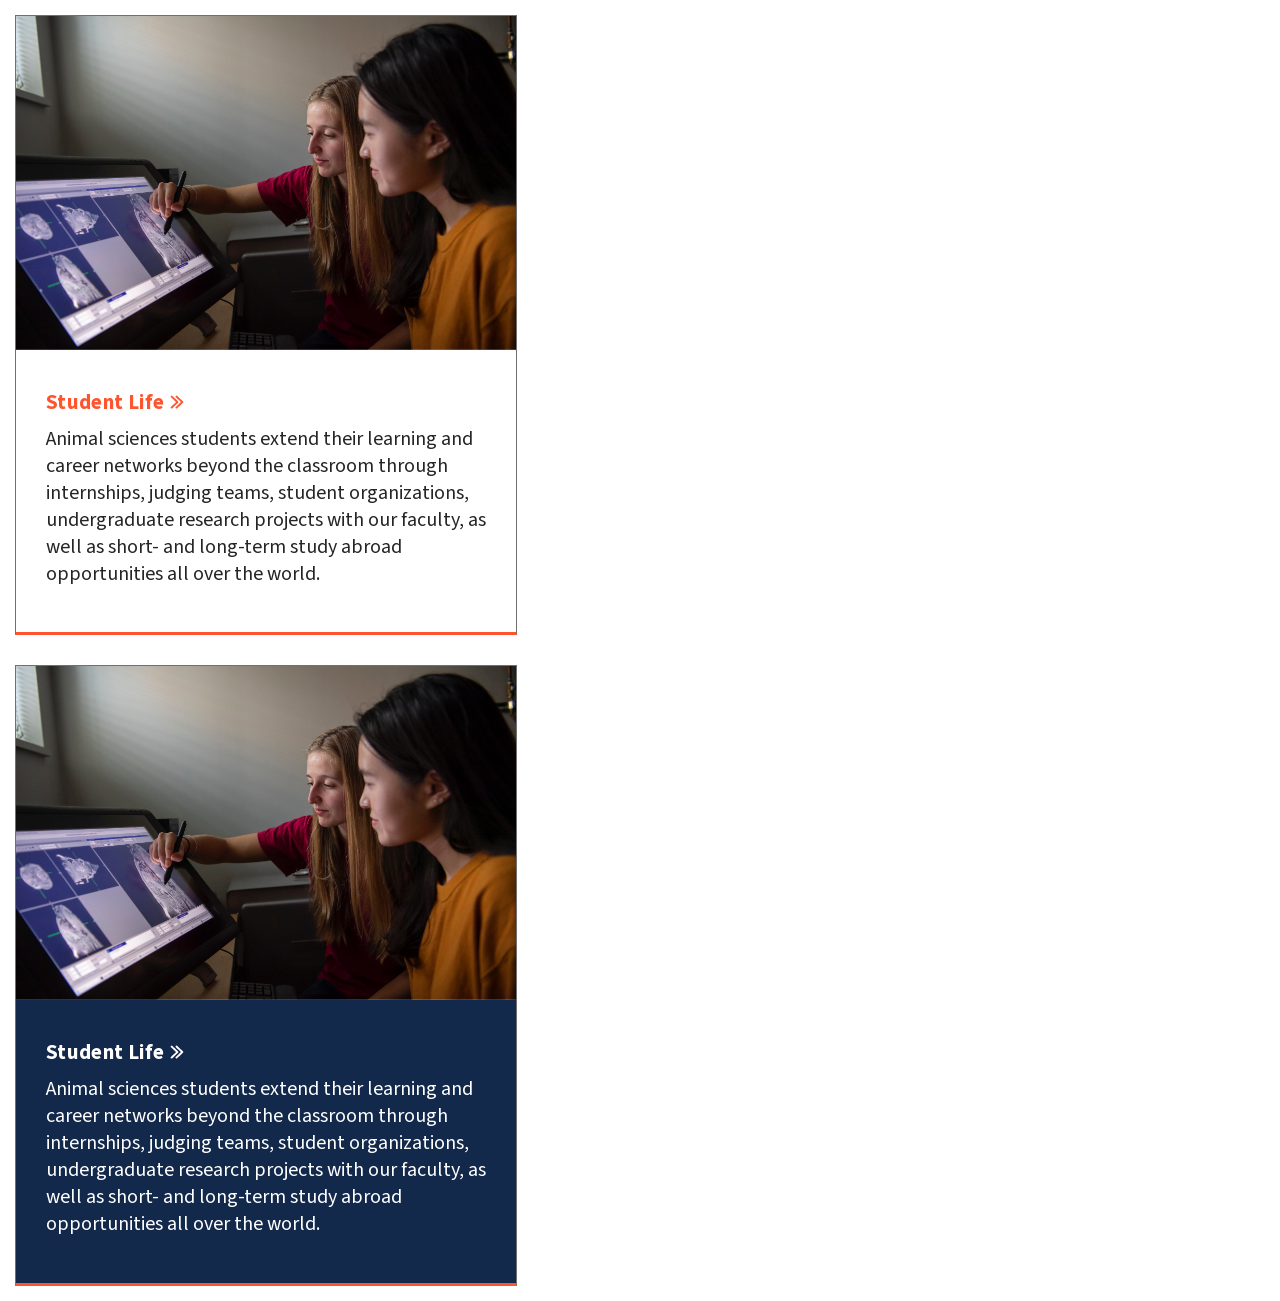 Student Life »
Animal sciences students extend their learning and
career networks beyond the classroom through
internships, judging teams, student organizations,
undergraduate research projects with our faculty, as
well as short- and long-term study abroad
opportunities all over the world.
Student Life »
Animal sciences students extend their learning and
career networks beyond the classroom through
internships, judging teams, student organizations,
undergraduate research projects with our faculty, as
well as short- and long-term study abroad
opportunities all over the world.